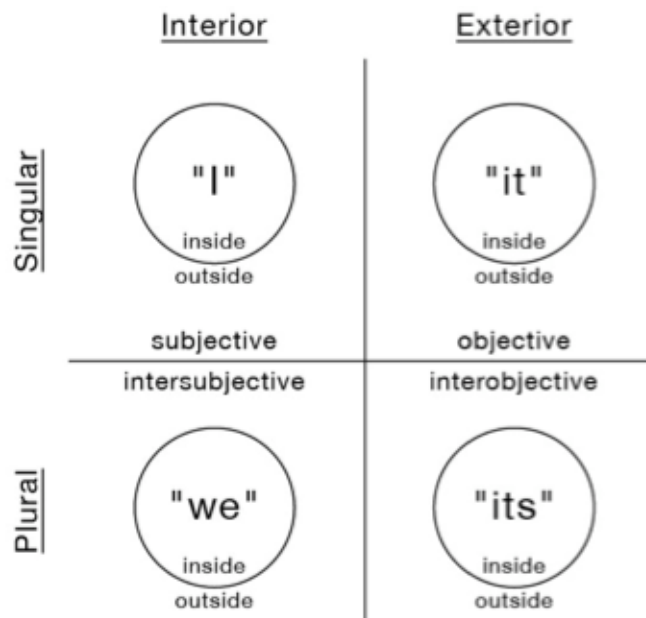 Interior Exterior
Singular
"I" "it"
inside inside
outside outside
subjective objective
intersubjective interobjective
Plural
"we" "its"
inside inside
outside outside